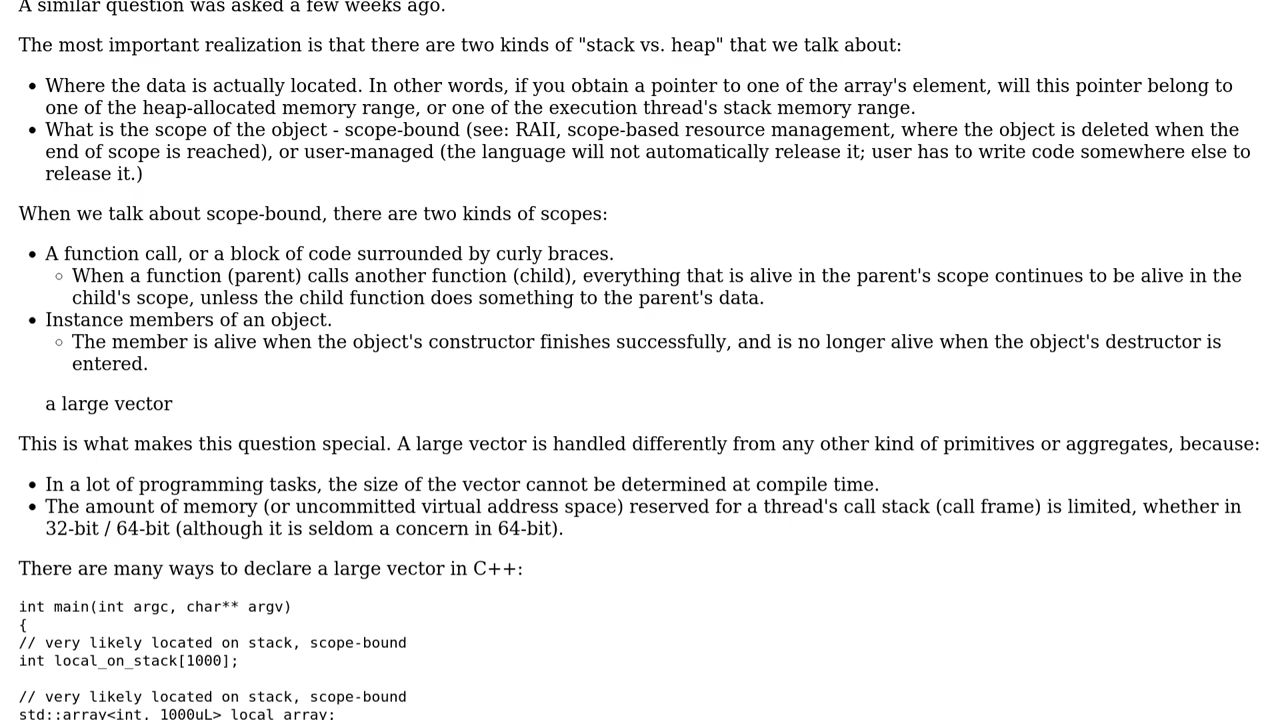 A similar question was asked a few weeks ago.
The most important realization is that there are two kinds of "stack vs. heap" that we talk about:
• Where the data is actually located. In other words, if you obtain a pointer to one of the array's element, will this pointer belong to
one of the heap-allocated memory range, or one of the execution thread's stack memory range.
• What is the scope of the object - scope-bound (see: RAII, scope-based resource management, where the object is deleted when the
end of scope is reached), or user-managed (the language will not automatically release it; user has to write code somewhere else to
release it.)
When we talk about scope-bound, there are two kinds of scopes:
• A function call, or a block of code surrounded by curly braces.
◦ When a function (parent) calls another function (child), everything that is alive in the parent's scope continues to be alive in the
child's scope, unless the child function does something to the parent's data.
• Instance members of an object.
◦ The member is alive when the object's constructor finishes successfully, and is no longer alive when the object's destructor is
entered.
a large vector
This is what makes this question special. A large vector is handled differently from any other kind of primitives or aggregates, because:
• In a lot of programming tasks, the size of the vector cannot be determined at compile time.
• The amount of memory (or uncommitted virtual address space) reserved for a thread's call stack (call frame) is limited, whether in
32-bit / 64-bit (although it is seldom a concern in 64-bit).
There are many ways to declare a large vector in C++:
int main(int argc, char** argv)
{
// very likely located on stack, scope-bound
int local_on_stack[1000];
// very likely located on stack, scope-bound
std::array<int, 1000uL> local_array;